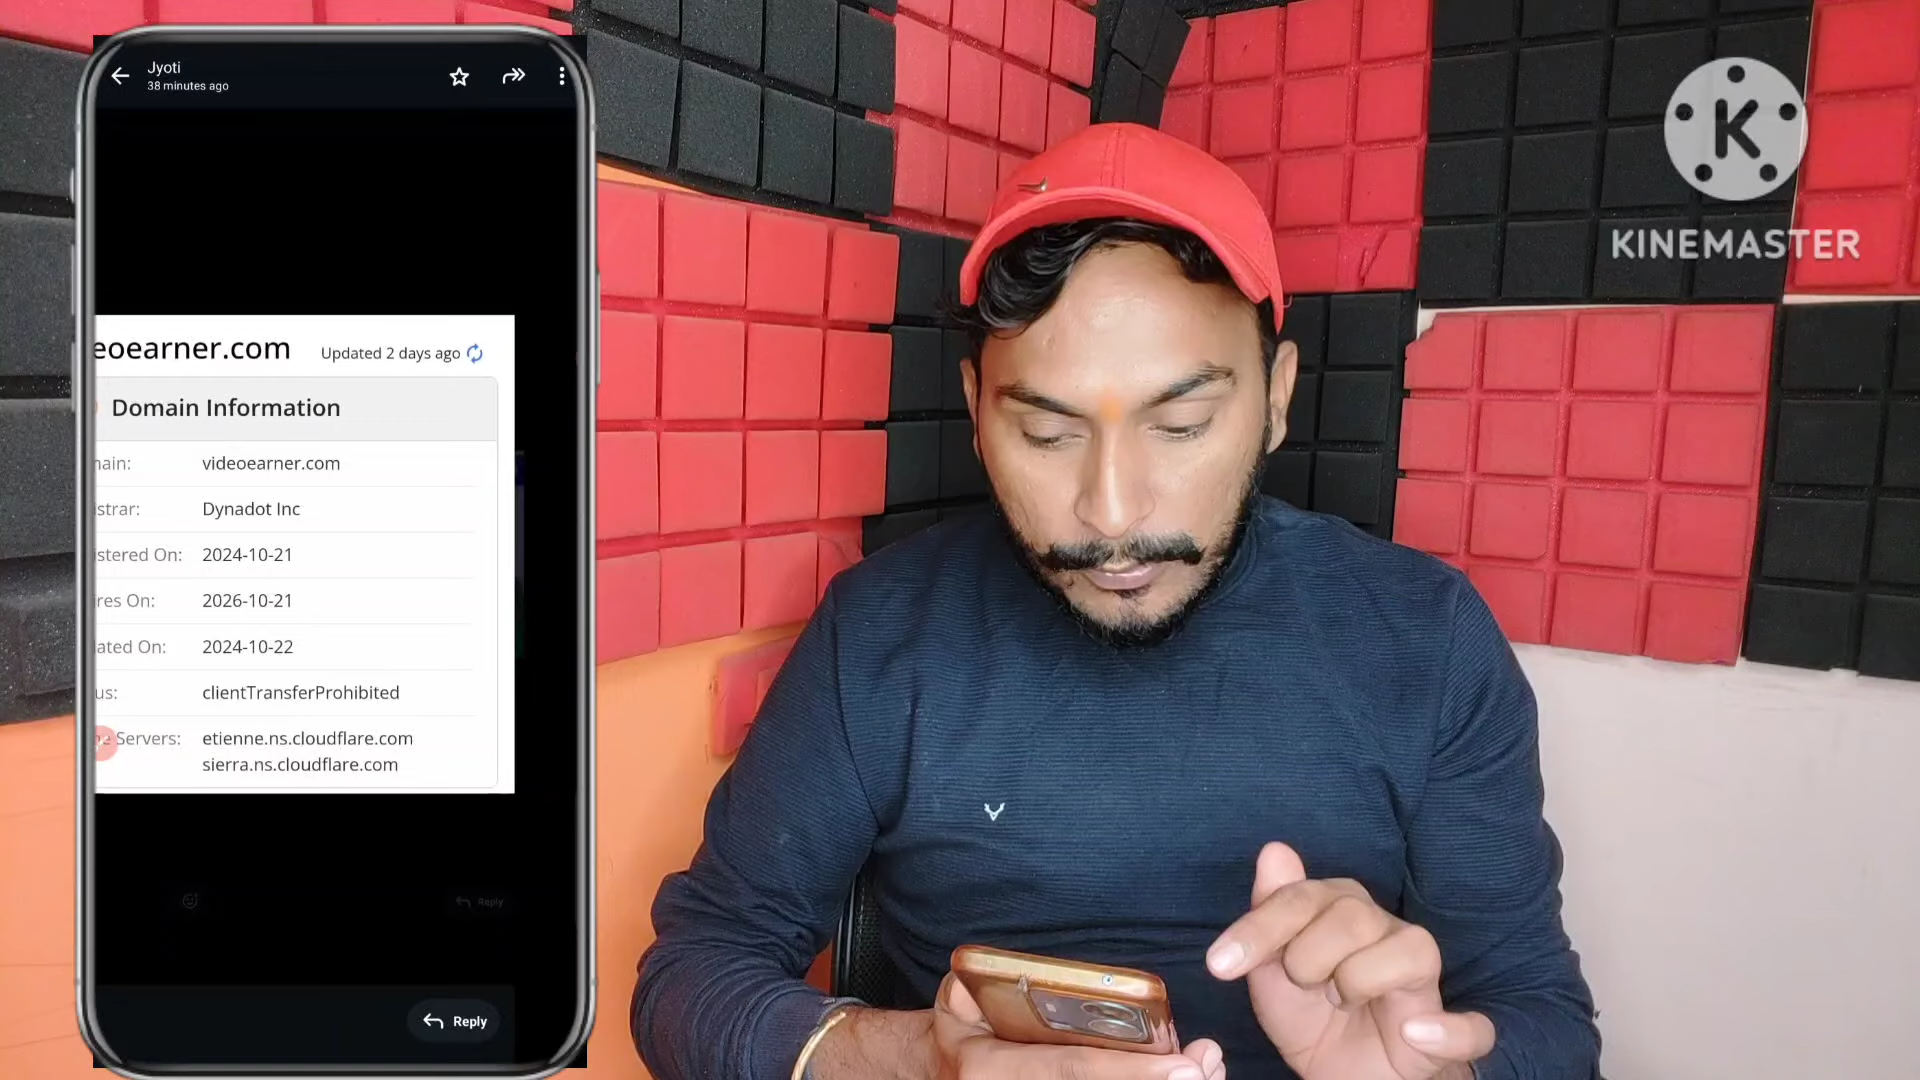 Jyoti
38 minutes ago
eoearner.com
Updated 2 days ago
Domain Information
ain: videoearner.com
strar: Dynadot Inc
istered On: 2024-10-21
res On: 2026-10-21
ated On: 2024-10-22
us: clientTransferProhibited
e Servers: etienne.ns.cloudflare.com
sierra.ns.cloudflare.com
Reply
Reply
K
KINEMASTER